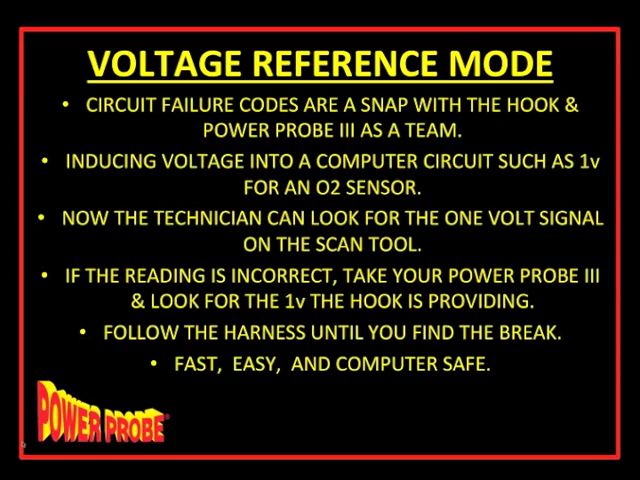 VOLTAGE REFERENCE MODE
• CIRCUIT FAILURE CODES ARE A SNAP WITH THE HOOK &
POWER PROBE III AS A TEAM.
• INDUCING VOLTAGE INTO A COMPUTER CIRCUIT SUCH AS 1v
FOR AN O2 SENSOR.
• NOW THE TECHNICIAN CAN LOOK FOR THE ONE VOLT SIGNAL
ON THE SCAN TOOL.
• IF THE READING IS INCORRECT, TAKE YOUR POWER PROBE III
& LOOK FOR THE 1v THE HOOK IS PROVIDING.
• FOLLOW THE HARNESS UNTIL YOU FIND THE BREAK.
• FAST, EASY, AND COMPUTER SAFE.
POWER PROBE®